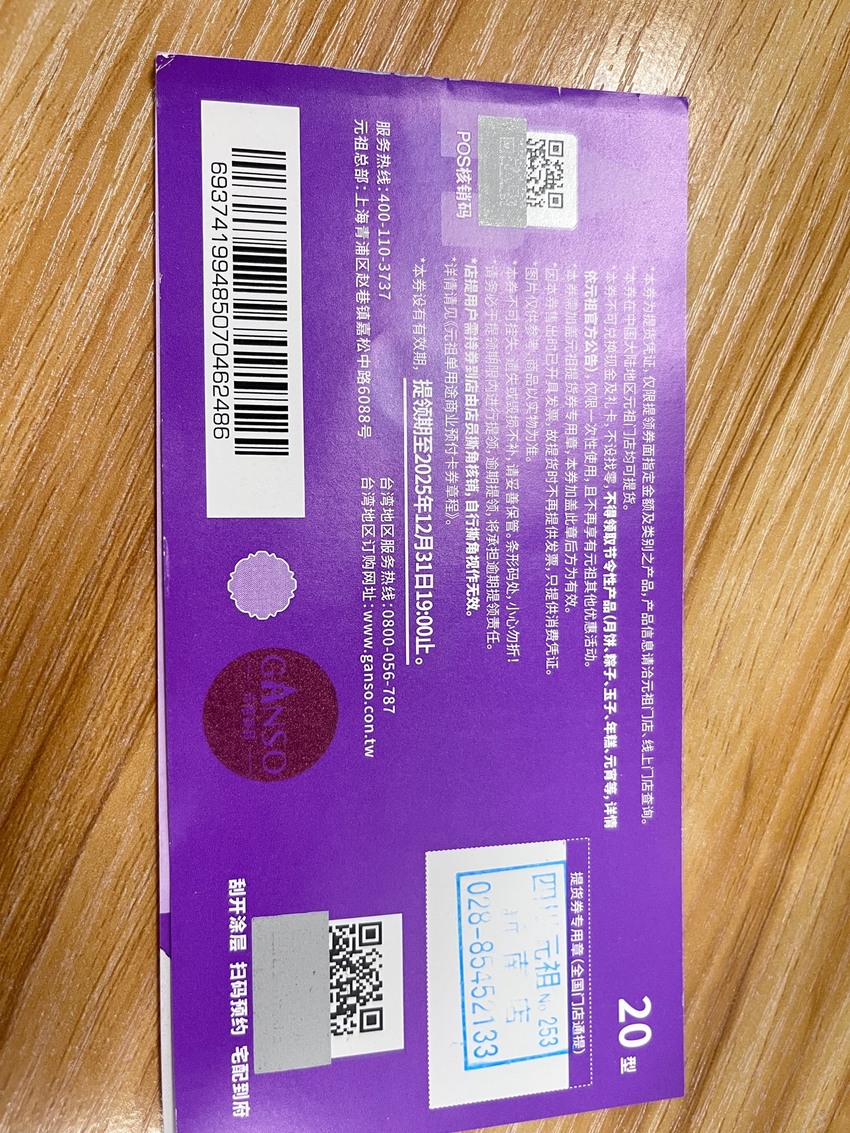 20型
*本券为提货凭证，仅限提领券面指定金额及类别之产品，产品信息请洽元祖门店、线上门店查询。
*本券在中国大陆地区元祖门店均可提货。
*本券不可兑换现金及礼卡，不设找零，不得领取节令性产品（月饼、粽子、玉子、年糕、元宵等，详情
依元祖官方公告），仅限一次性使用，且不再享有元祖其他优惠活动。
*本券需加盖元祖提货券专用章，本券加盖此章后方为有效。
*因本券售出时已开具发票，故提货时不再提供发票，只提供消费凭证。
*图片仅供参考，商品以实物为准。
*本券不可挂失，遗失或毁损不补，请妥善保管。条形码处，小心勿折！
*请务必于提领期限内进行提领，逾期提领，将承担逾期提领责任。
*店提用户需持券到店由店员撕角核销，自行撕角视作无效。
*详情请见《元祖单用途商业预付卡券章程》。
*本券设有有效期，提领期至2025年12月31日19:00止。
POS核销码
提货券专用章（全国门店通提）
四川元祖 No 253
店
028-85452133
服务热线：400-110-3737
台湾地区服务热线：0800-056-787
元祖总部：上海青浦区赵巷镇嘉松中路6088号
台湾地区订购网址：www.ganso.con.tw
69374199485070462486
GANSO
刮开涂层 扫码预约 宅配到府